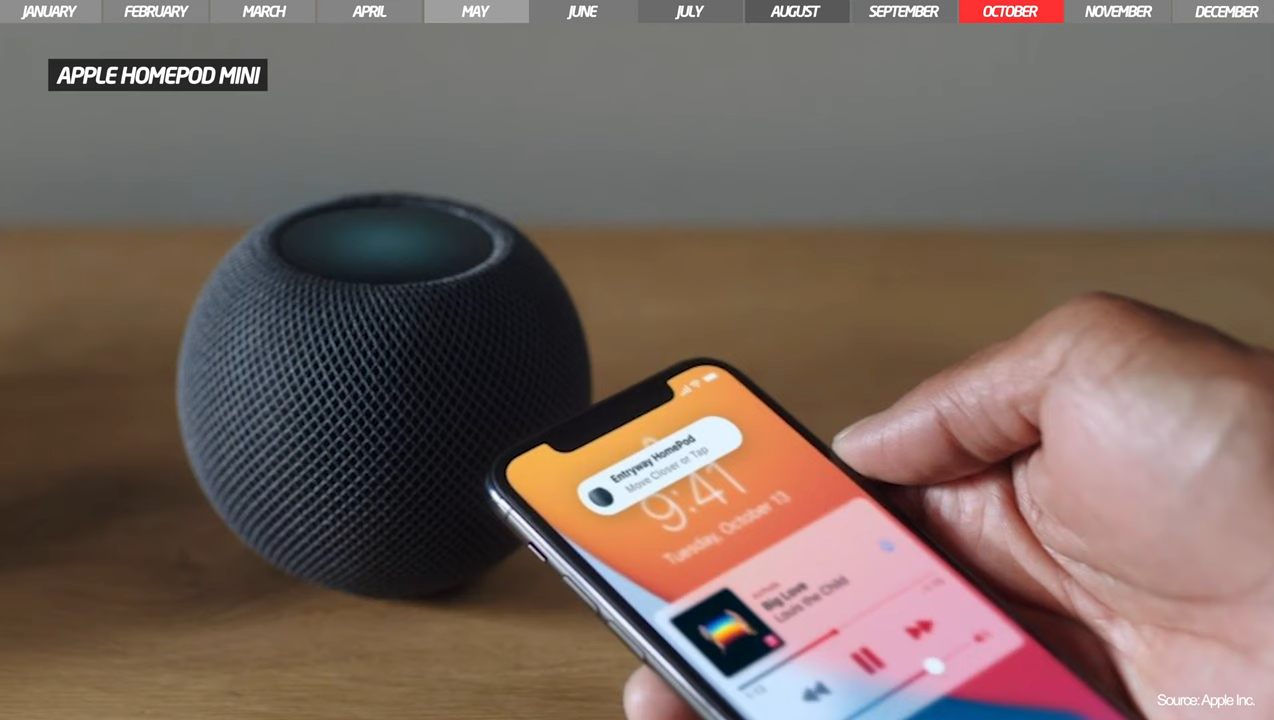 JANUARY FEBRUARY MARCH APRIL MAY JUNE JULY AUGUST SEPTEMBER OCTOBER NOVEMBER DECEMBER
APPLE HOMEPOD MINI
Entryway HomePod
Move Closer or Tap
9:41
Tuesday, October 13
Big Love
Louis the Child
Source: Apple Inc.